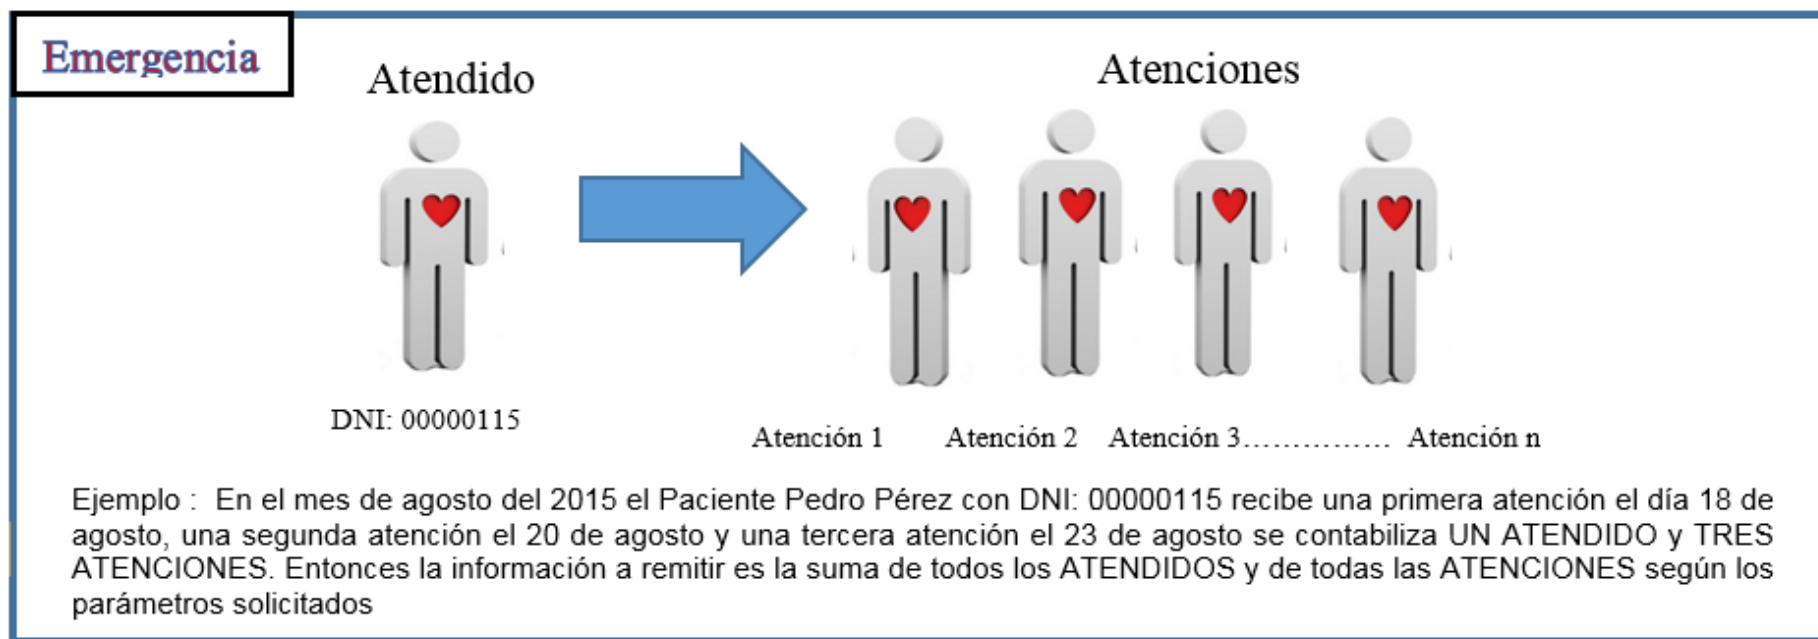 Emergencia
Atendido
Atenciones
DNI: 00000115
Atención 1 Atención 2 Atención 3............... Atención n
Ejemplo : En el mes de agosto del 2015 el Paciente Pedro Pérez con DNI: 00000115 recibe una primera atención el día 18 de
agosto, una segunda atención el 20 de agosto y una tercera atención el 23 de agosto se contabiliza UN ATENDIDO y TRES
ATENCIONES. Entonces la información a remitir es la suma de todos los ATENDIDOS y de todas las ATENCIONES según los
parámetros solicitados